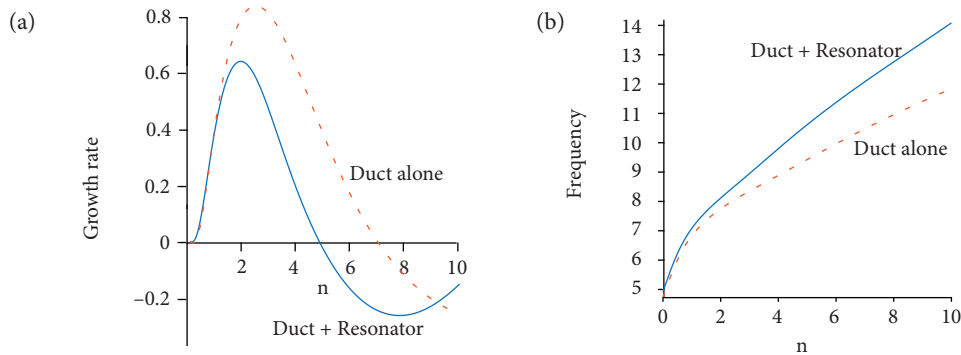 (a)
0.8
0.6
0.4
0.2
0
−0.2
Growth rate
2
4
6
8
10
n
Duct alone
Duct + Resonator
(b)
14
13
12
11
10
9
8
7
6
5
Frequency
0
2
4
6
8
10
n
Duct + Resonator
Duct alone